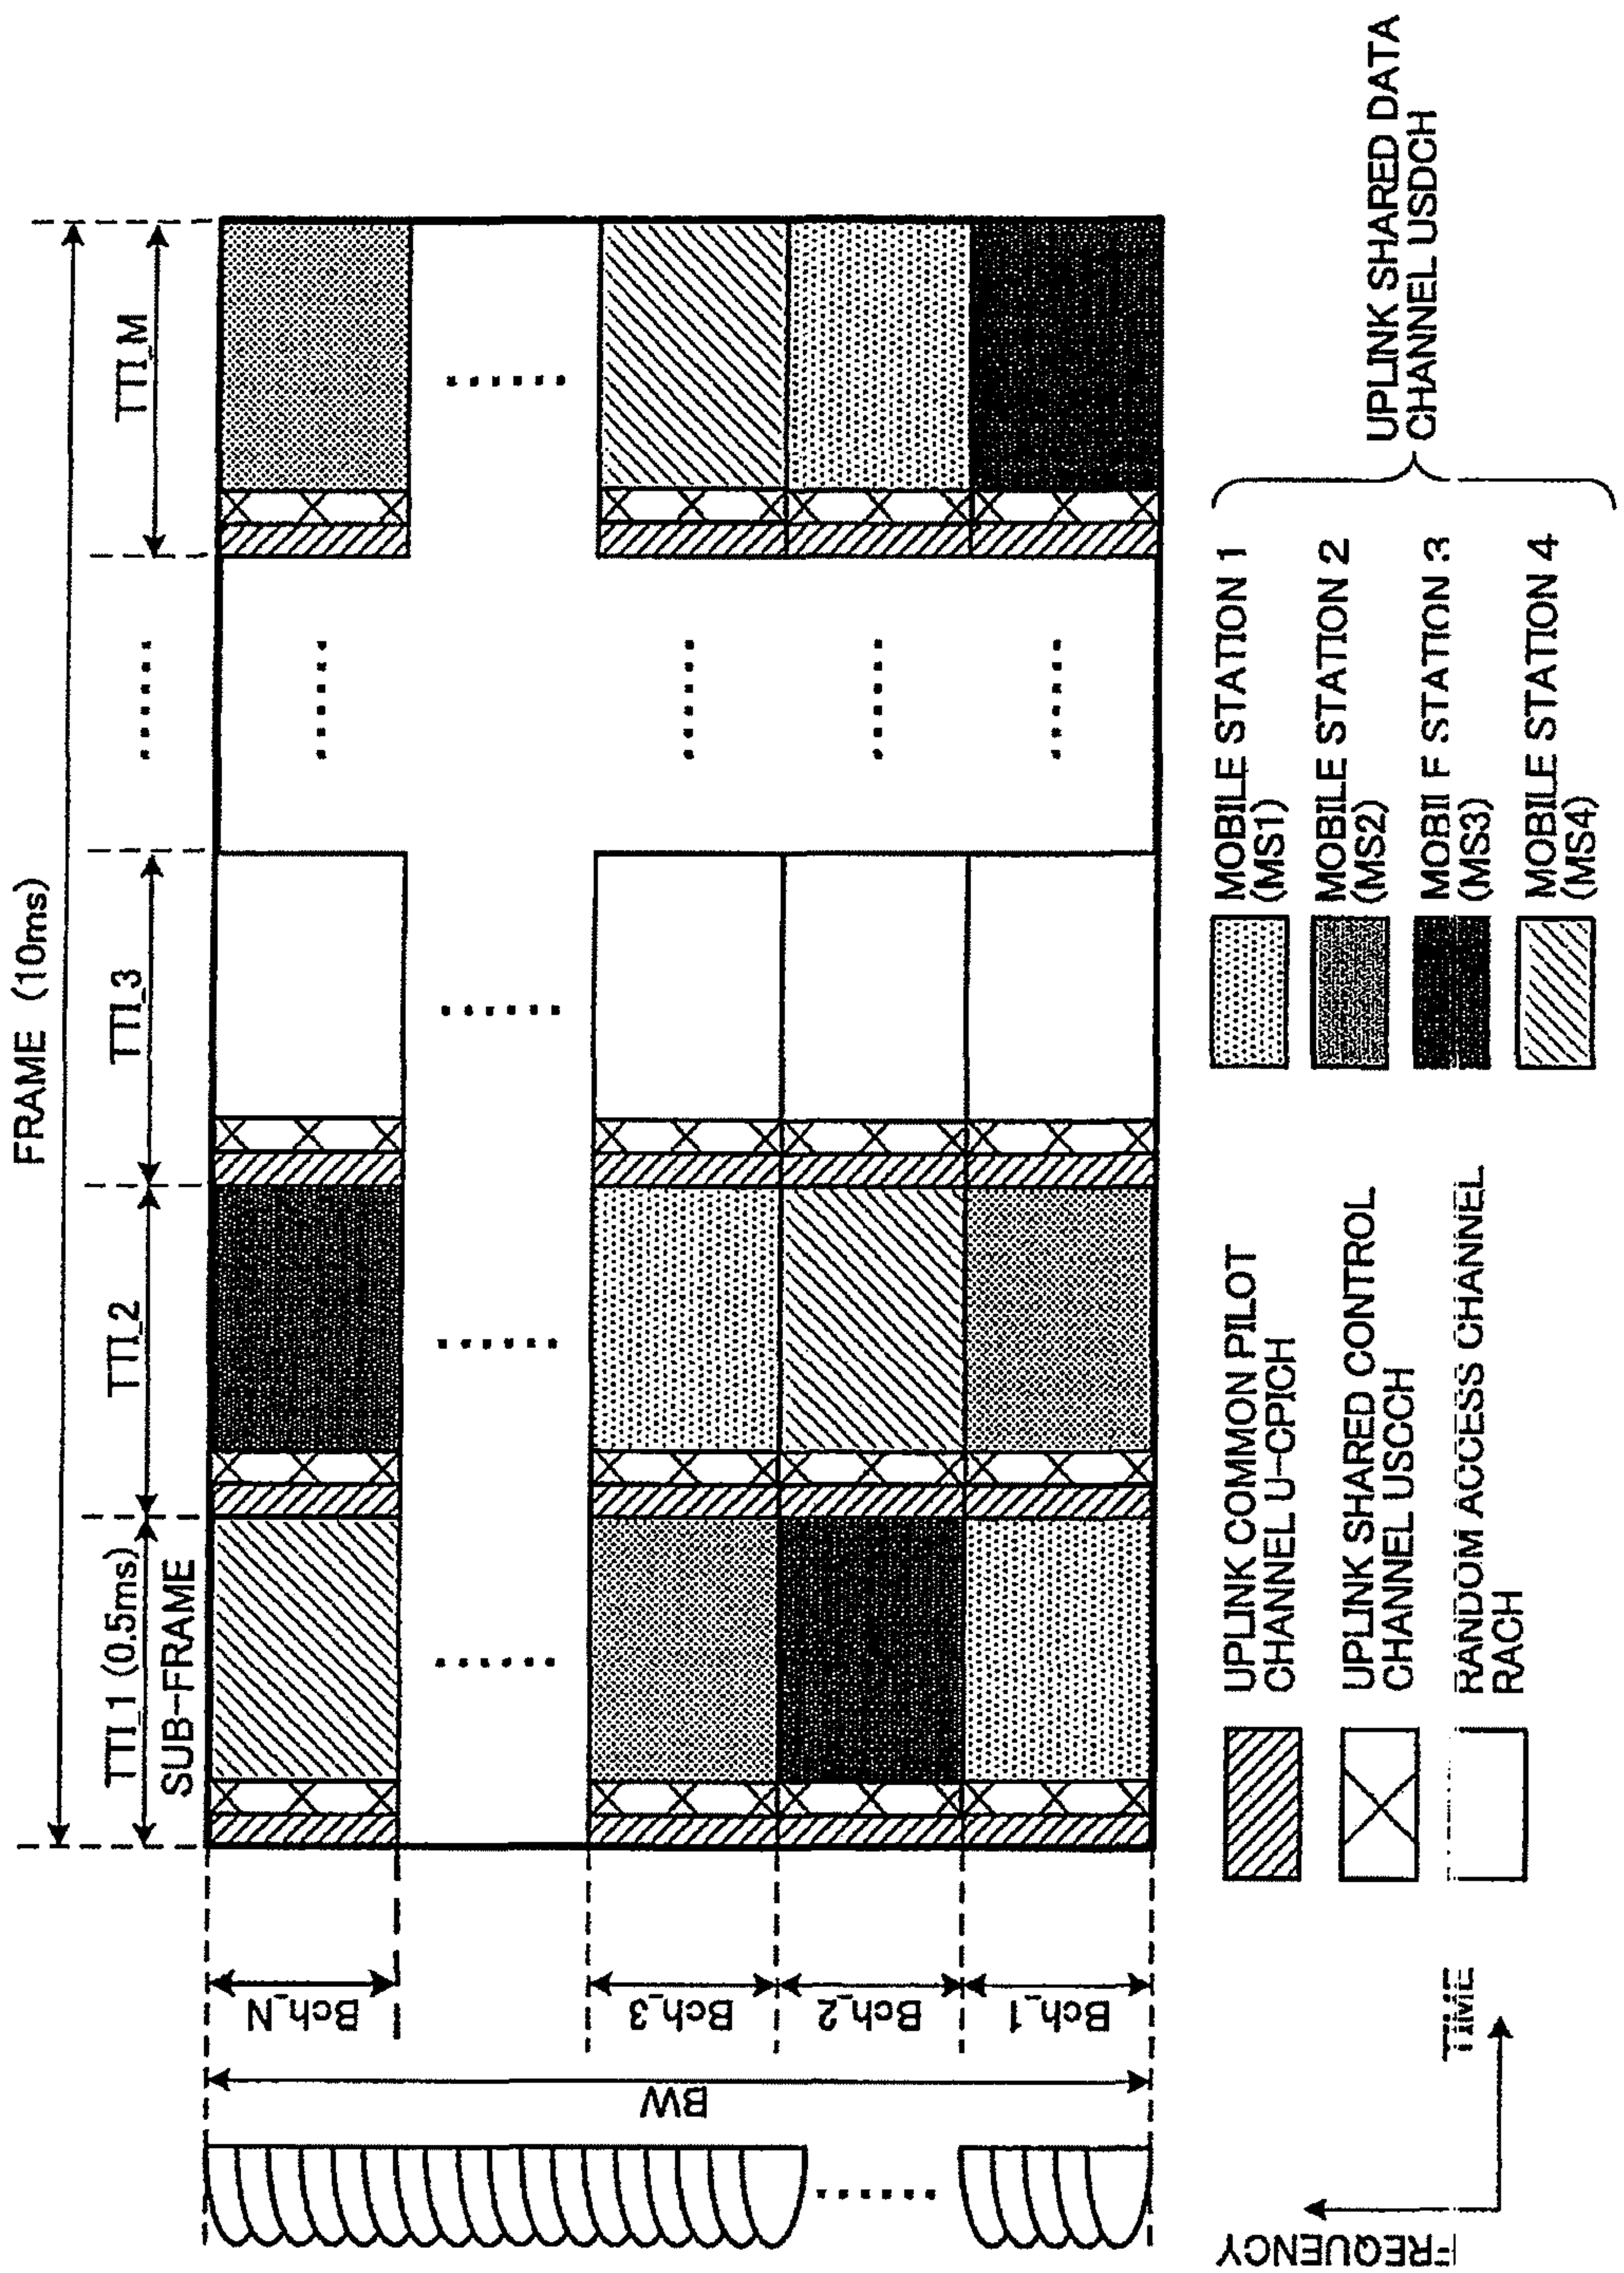 FRAME (10ms)
TTI_1 (0.5ms)
SUB-FRAME
TTI_2
TTI_3
TTI_M
Bch_N
Bch_3
Bch_2
Bch_1
BW
FREQUENCY
TIME
UPLINK COMMON PILOT
CHANNEL U-CPICH
UPLINK SHARED CONTROL
CHANNEL USCCH
RANDOM ACCESS CHANNEL
RACH
MOBILE STATION 1
(MS1)
MOBILE STATION 2
(MS2)
MOBILE STATION 3
(MS3)
MOBILE STATION 4
(MS4)
UPLINK SHARED DATA
CHANNEL USDCH